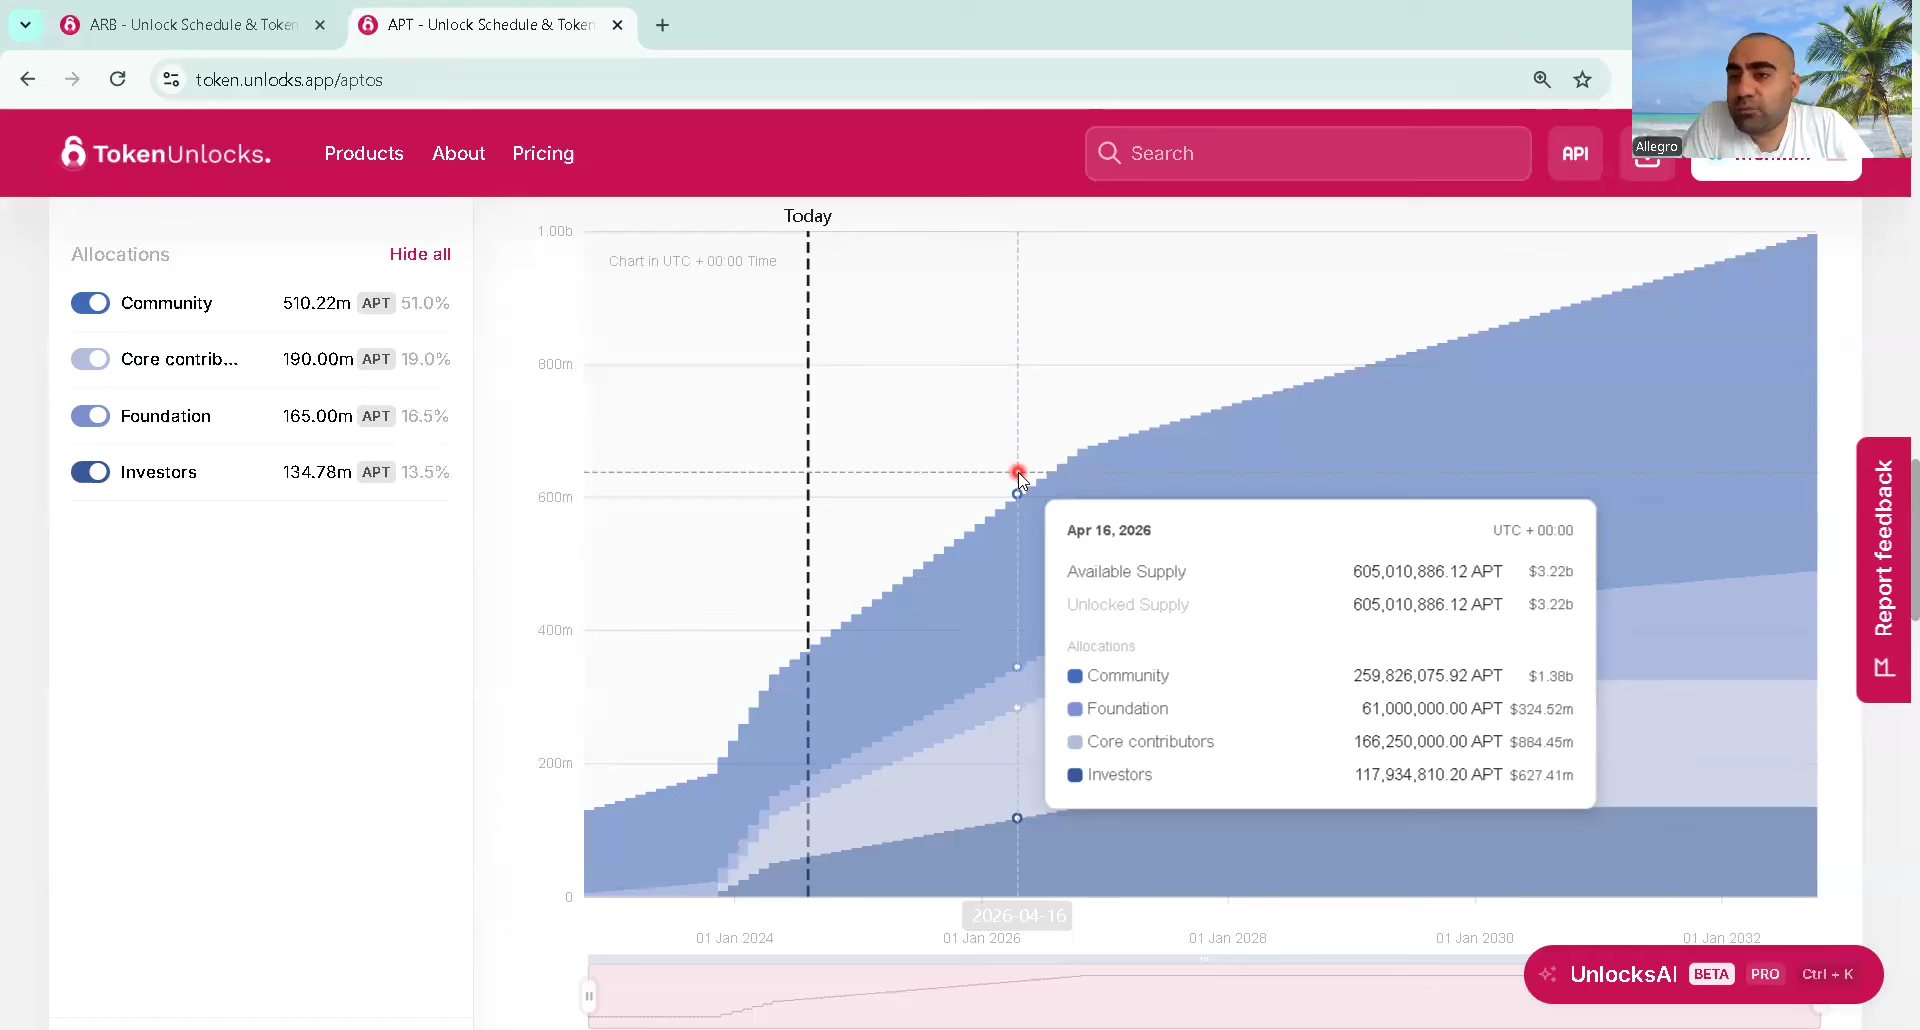 ARB - Unlock Schedule & Token
APT - Unlock Schedule & Token
token.unlocks.app/aptos
Allegro
TokenUnlocks.
Products
About
Pricing
Search
API
Allocations
Hide all
Community 510.22m APT 51.0%
Core contrib... 190.00m APT 19.0%
Foundation 165.00m APT 16.5%
Investors 134.78m APT 13.5%
Today
Chart in UTC + 00:00 Time
1.00b
800m
600m
400m
200m
0
Apr 16, 2026 UTC + 00:00
Available Supply 605,010,886.12 APT $3.22b
Unlocked Supply 605,010,886.12 APT $3.22b
Allocations
Community 259,826,075.92 APT $1.38b
Foundation 61,000,000.00 APT $324.52m
Core contributors 166,250,000.00 APT $884.45m
Investors 117,934,810.20 APT $627.41m
2026-04-16
01 Jan 2024 01 Jan 2026 01 Jan 2028 01 Jan 2030 01 Jan 2032
Report feedback
UnlocksAI BETA PRO Ctrl + K